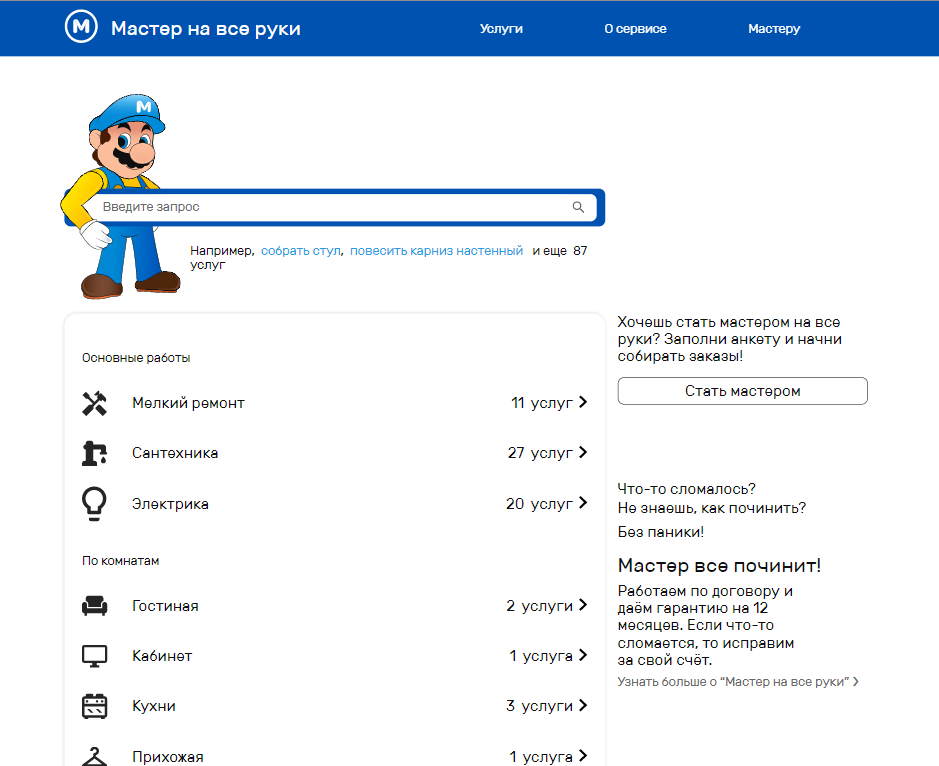 М Мастер на все руки Услуги О сервисе Мастеру
М
Введите запрос
Например, собрать стул, повесить карниз настенный и еще 87
услуг
Основные работы
Мелкий ремонт 11 услуг
Сантехника 27 услуг
Электрика 20 услуг
По комнатам
Гостиная 2 услуги
Кабинет 1 услуга
Кухни 3 услуги
Прихожая 1 услуга
Хочешь стать мастером на все
руки? Заполни анкету и начни
собирать заказы!
Стать мастером
Что-то сломалось?
Не знаешь, как починить?
Без паники!
Мастер все починит!
Работаем по договору и
даём гарантию на 12
месяцев. Если что-то
сломается, то исправим
за свой счёт.
Узнать больше о “Мастер на все руки”